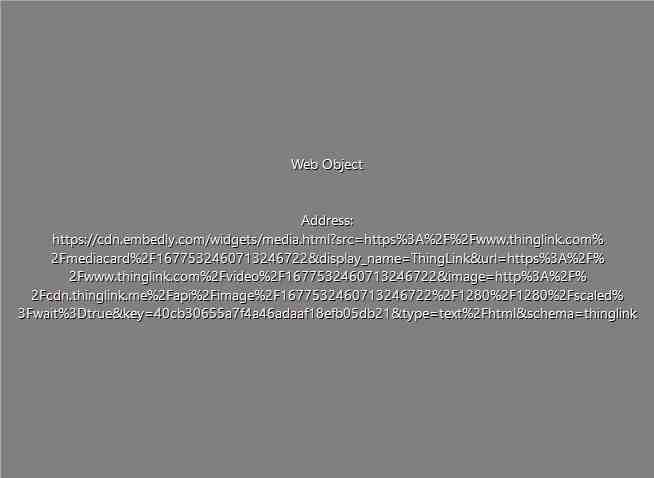 Web Object
Address:
https://cdn.embedly.com/widgets/media.html?src=https%3A%2F%2Fwww.thinglink.com%
2Fmediacard%2F1677532460713246722&display_name=ThingLink&url=https%3A%2F%
2Fwww.thinglink.com%2Fvideo%2F1677532460713246722&image=http%3A%2F%
2Fcdn.thinglink.me%2Fapi%2Fimage%2F1677532460713246722%2F1280%2F1280%2Fscaled%
3Fwait%3Dtrue&key=40cb30655a7f4a46adaaf18efb05db21&type=text%2Fhtml&schema=thinglink